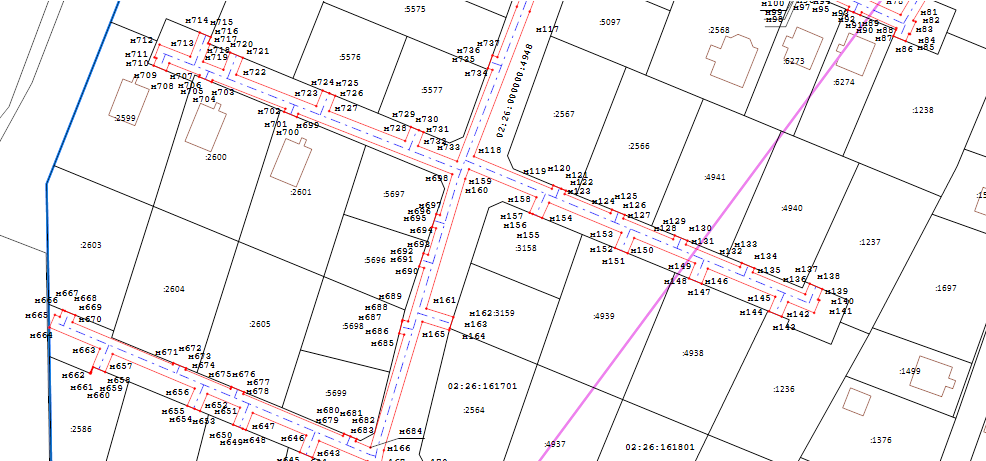 :5575
:5097
:2568
н117
н100
н99
н98
н97
н95
н81
н82
н83
н84
н85
н86
н714
н715
н716
н717
н720
н721
н719
н713
н712
н711
н710
н709
н708
н707
н706
н705
н704
н703
н722
:5576
н737
н736
н735
н734
:6273
:6274
:5577
02:26:000000:4948
:2567
:1238
:2599
н724
н725
н726
н723
н727
н702
н701
н700
н699
н729
н730
н731
н728
н732
н733
н118
:2566
:2600
:2601
н698
н159
н160
н119
н120
н121
н122
н123
:4941
:4940
:5697
н697
н696
н695
н694
н693
н692
н691
н690
н158
н157
н156
н155
н154
н124
н125
н126
н127
н128
н129
н130
н131
:2603
:3158
н153
н152
н151
н150
н132
н133
н134
н135
н136
н137
н138
н139
н140
н141
:1237
:5696
н149
н148
н147
н146
н145
н144
н143
н142
:1697
:2604
н667
н666
н668
н669
н670
н665
н664
н689
н688
н687
н686
н685
н161
н162
:3159
н163
н164
н165
:4939
:2605
:5698
н663
н662
н661
н660
н659
н658
н657
н671
н672
н673
н674
н675
н676
н677
н678
:4938
:1499
н656
н655
н654
н653
н652
н651
н650
н649
н648
н647
:5699
02:26:161701
:2564
:1236
:2586
н680
н679
н681
н682
н683
н684
н646
н645
н643
н166
:4937
02:26:161801
:1376